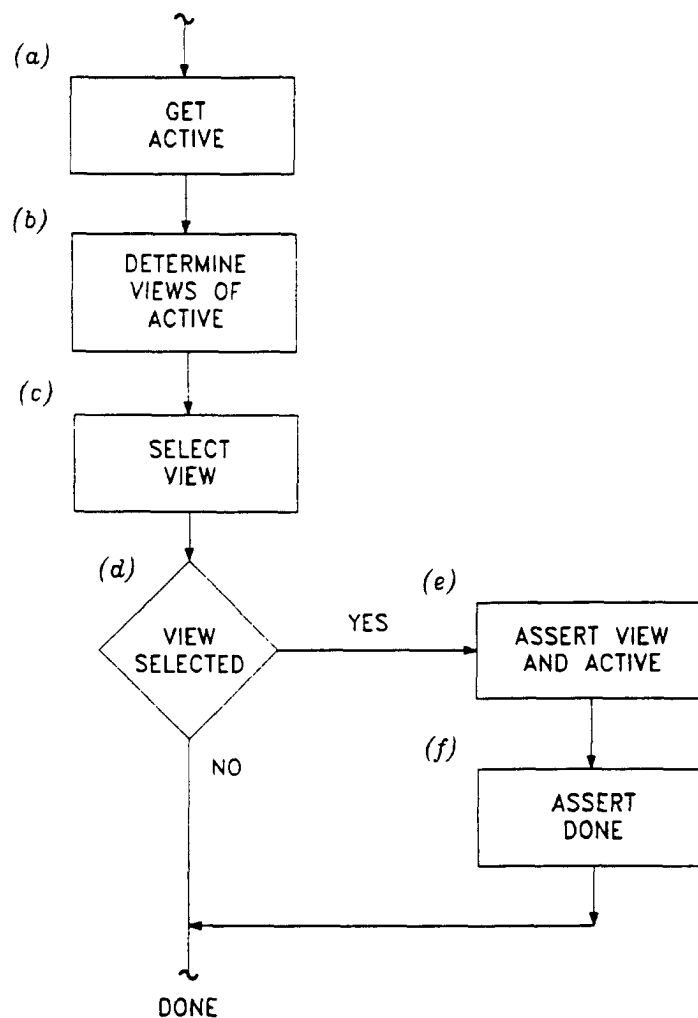 (a)
GET
ACTIVE
(b)
DETERMINE
VIEWS OF
ACTIVE
(c)
SELECT
VIEW
(d)
VIEW
SELECTED
YES
(e)
ASSERT VIEW
AND ACTIVE
NO
(f)
ASSERT
DONE
DONE